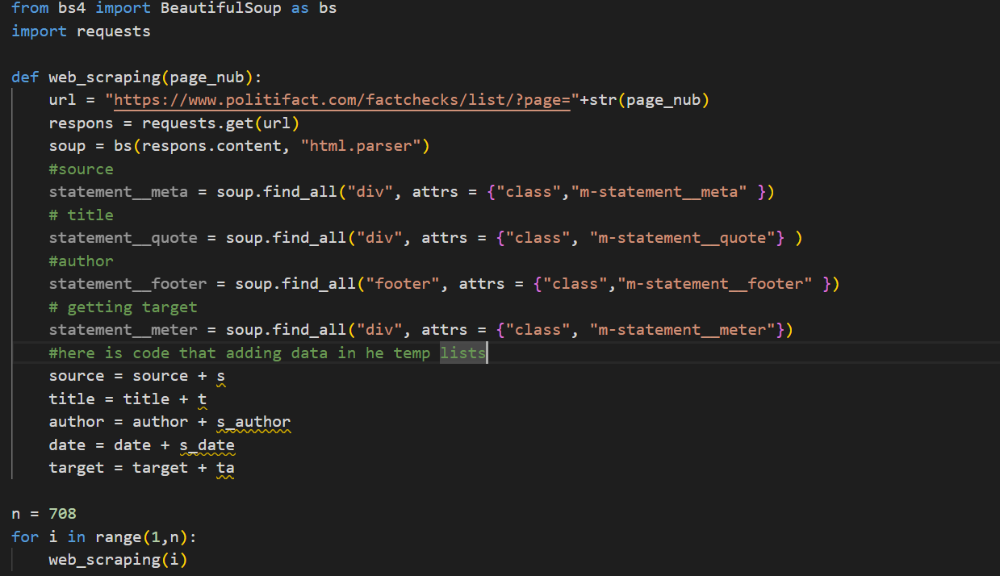 from bs4 import BeautifulSoup as bs
import requests
def web_scraping(page_nub):
url = "https://www.politifact.com/factchecks/list/?page="+str(page_nub)
respons = requests.get(url)
soup = bs(respons.content, "html.parser")
#source
statement__meta = soup.find_all("div", attrs = {"class","m-statement__meta" })
# title
statement__quote = soup.find_all("div", attrs = {"class", "m-statement__quote"} )
#author
statement__footer = soup.find_all("footer", attrs = {"class","m-statement__footer" })
# getting target
statement__meter = soup.find_all("div", attrs = {"class", "m-statement__meter"})
#here is code that adding data in he temp lists
source = source + s
title = title + t
author = author + s_author
date = date + s_date
target = target + ta
n = 708
for i in range(1,n):
web_scraping(i)